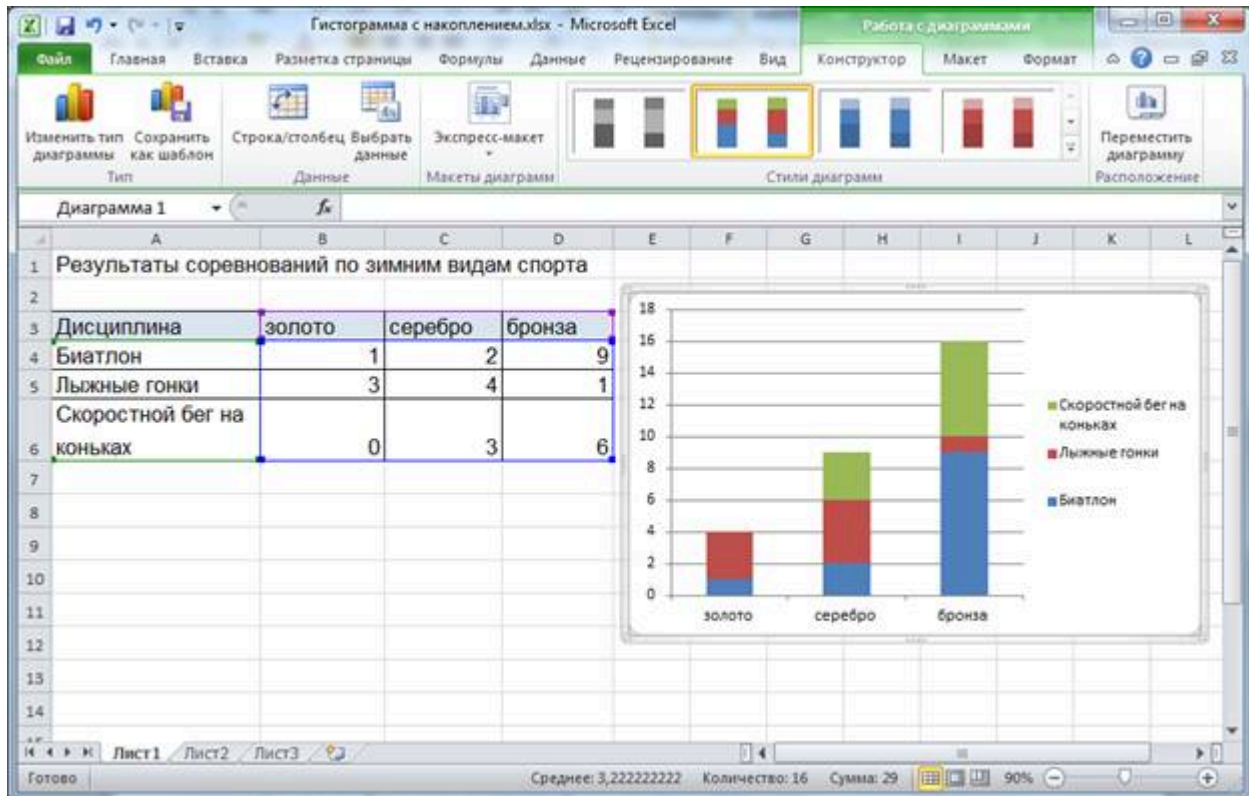 Гистограмма с накоплением.xlsx - Microsoft Excel
Работа с диаграммами
Файл Главная Вставка Разметка страницы Формулы Данные Рецензирование Вид Конструктор Макет Формат
Изменить тип диаграммы
Сохранить как шаблон
Строка/столбец
Выбрать данные
Экспресс-макет
Переместить диаграмму
Тип Данные Макеты диаграмм Стили диаграмм Расположение
Диаграмма 1 fx
A B C D E F G H I J K L
1 Результаты соревнований по зимним видам спорта
2
3 Дисциплина золото серебро бронза
4 Биатлон 1 2 9
5 Лыжные гонки 3 4 1
Скоростной бег на
6 коньках 0 3 6
7
8
9
10
11
12
13
14
18
16
14
12
10
8
6
4
2
0
золото серебро бронза
Скоростной бег на
коньках
Лыжные гонки
Биатлон
Лист1 Лист2 Лист3
Готово Среднее: 3,222222222 Количество: 16 Сумма: 29 90%